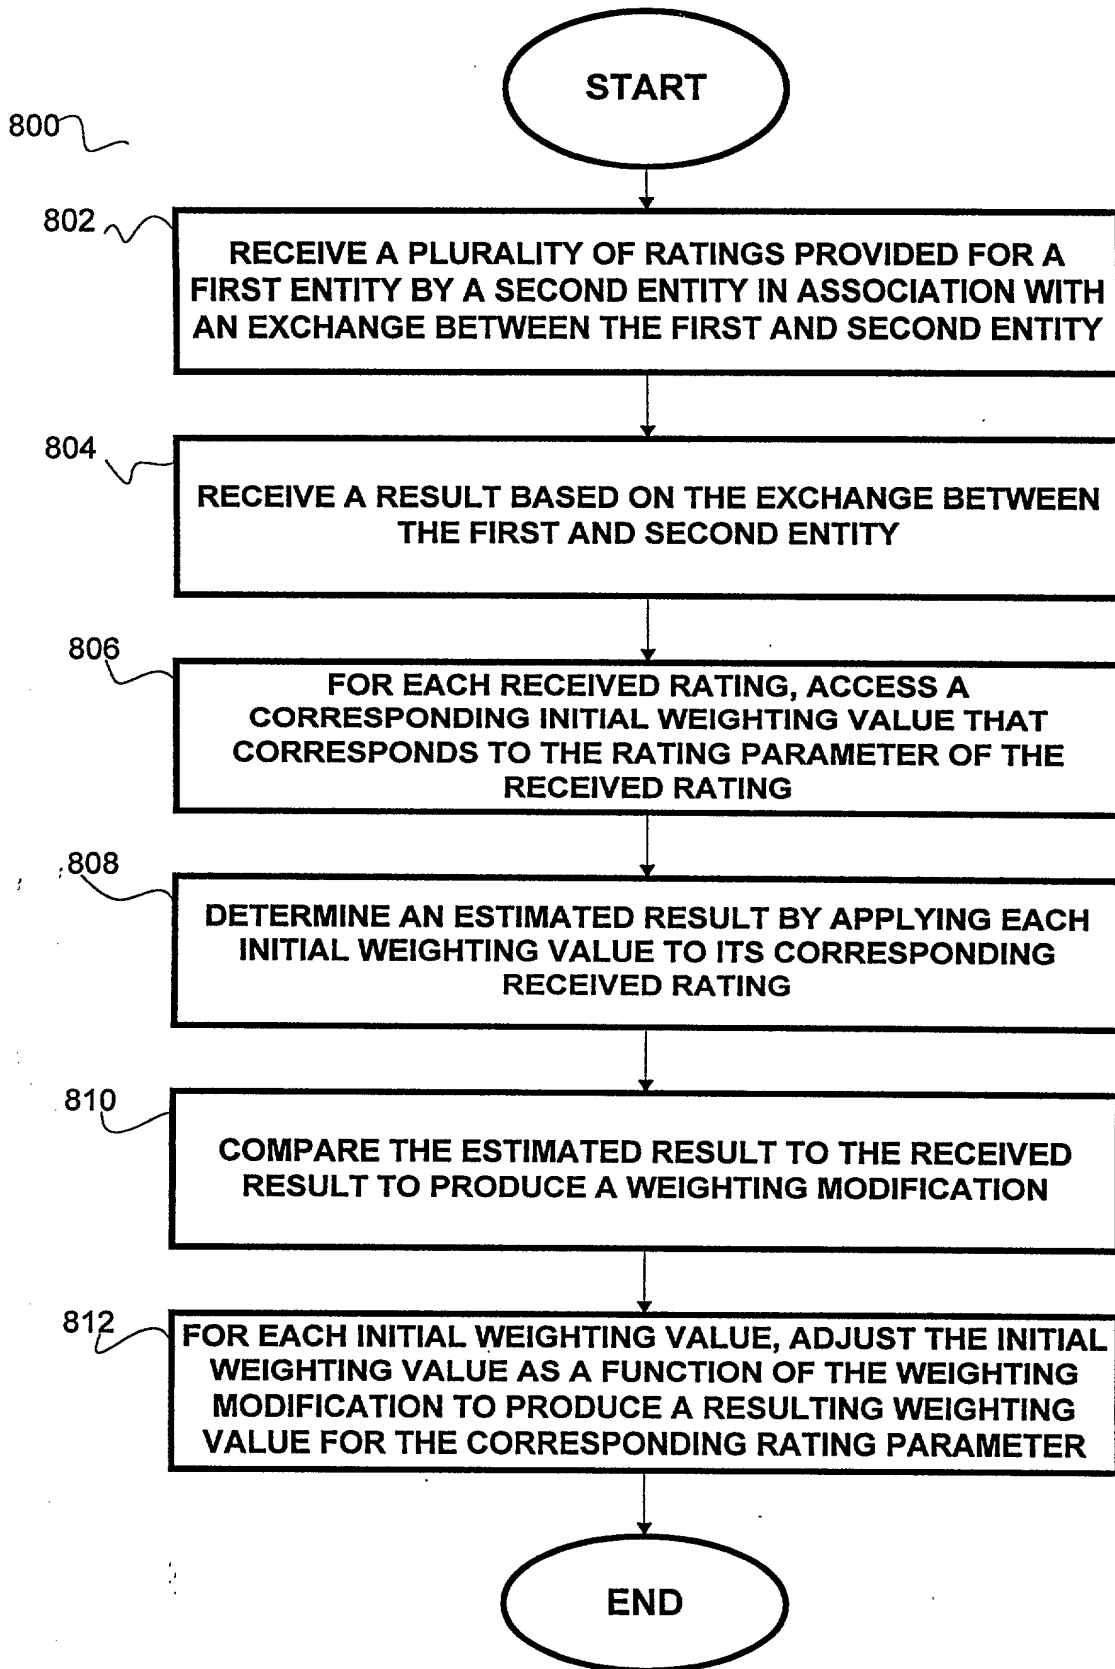 START
800
802
RECEIVE A PLURALITY OF RATINGS PROVIDED FOR A
FIRST ENTITY BY A SECOND ENTITY IN ASSOCIATION WITH
AN EXCHANGE BETWEEN THE FIRST AND SECOND ENTITY
804
RECEIVE A RESULT BASED ON THE EXCHANGE BETWEEN
THE FIRST AND SECOND ENTITY
806
FOR EACH RECEIVED RATING, ACCESS A
CORRESPONDING INITIAL WEIGHTING VALUE THAT
CORRESPONDS TO THE RATING PARAMETER OF THE
RECEIVED RATING
808
DETERMINE AN ESTIMATED RESULT BY APPLYING EACH
INITIAL WEIGHTING VALUE TO ITS CORRESPONDING
RECEIVED RATING
810
COMPARE THE ESTIMATED RESULT TO THE RECEIVED
RESULT TO PRODUCE A WEIGHTING MODIFICATION
812
FOR EACH INITIAL WEIGHTING VALUE, ADJUST THE INITIAL
WEIGHTING VALUE AS A FUNCTION OF THE WEIGHTING
MODIFICATION TO PRODUCE A RESULTING WEIGHTING
VALUE FOR THE CORRESPONDING RATING PARAMETER
END